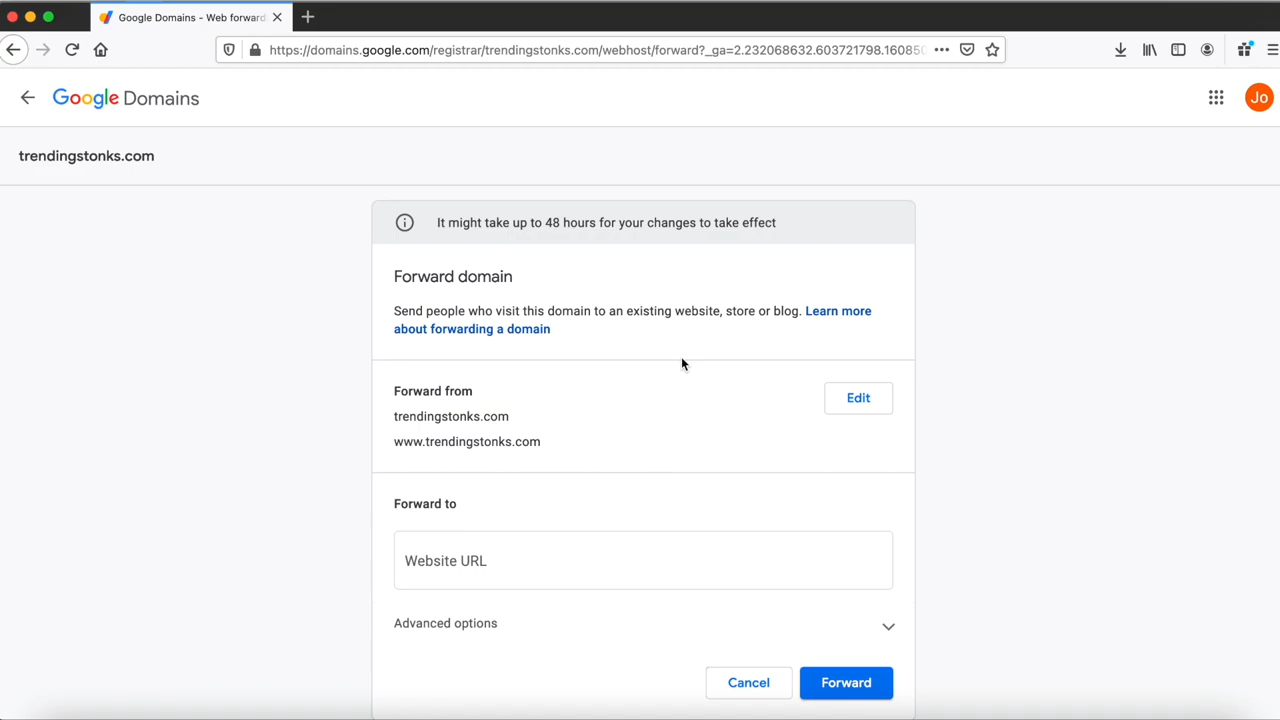 Google Domains - Web forward
https://domains.google.com/registrar/trendingstonks.com/webhost/forward?_ga=2.232068632.603721798.16085
Google Domains
Jo
trendingstonks.com
It might take up to 48 hours for your changes to take effect
Forward domain
Send people who visit this domain to an existing website, store or blog. Learn more
about forwarding a domain
Forward from
Edit
trendingstonks.com
www.trendingstonks.com
Forward to
Website URL
Advanced options
Cancel
Forward